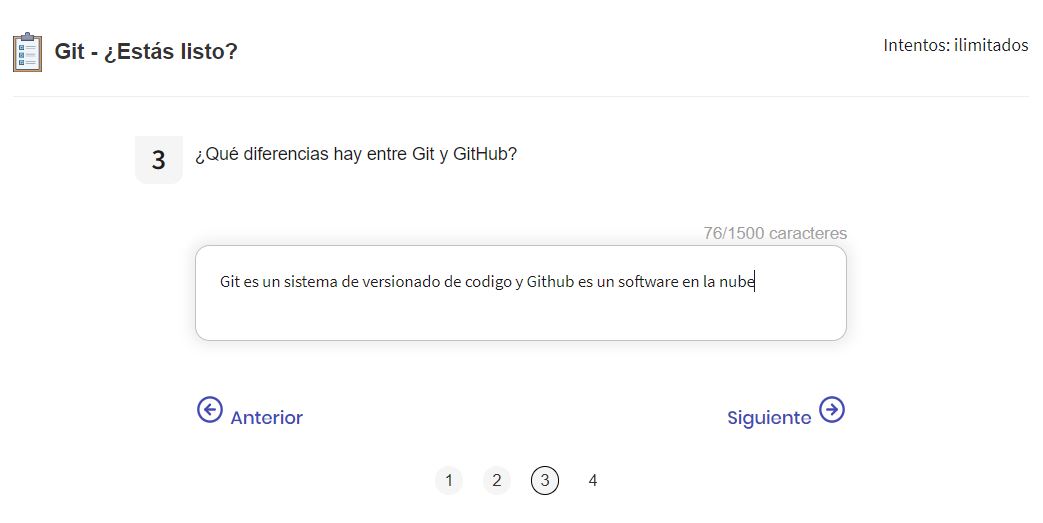 Git - ¿Estás listo?
Intentos: ilimitados
3
¿Qué diferencias hay entre Git y GitHub?
76/1500 caracteres
Git es un sistema de versionado de codigo y Github es un software en la nube
Anterior
Siguiente
1 2 3 4